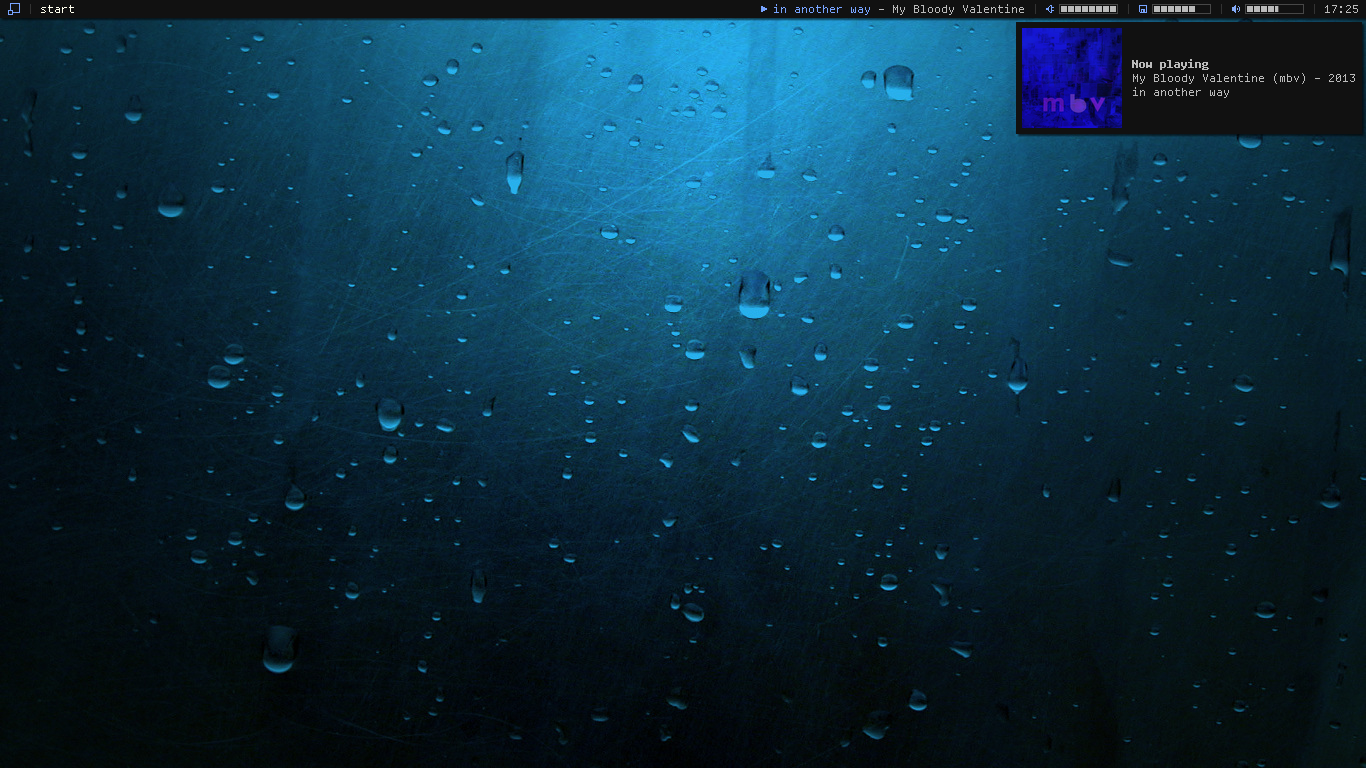 start
in another way - My Bloody Valentine
17:25
mbv
Now playing
My Bloody Valentine (mbv) - 2013
in another way